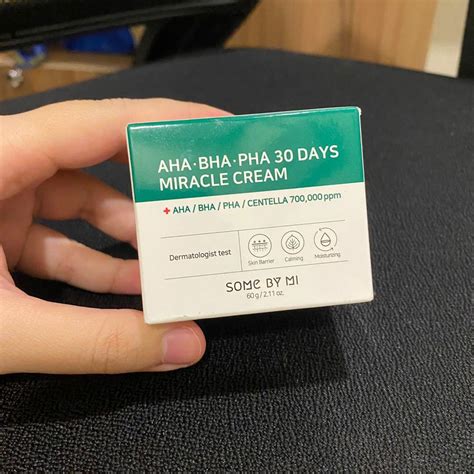 AHA·BHA·PHA 30 DAYS
MIRACLE CREAM
+ AHA / BHA / PHA / CENTELLA 700,000 ppm
Dermatologist test
Skin Barrier Calming Moisturizing
SOME BY MI
60 g / 2.11 oz.